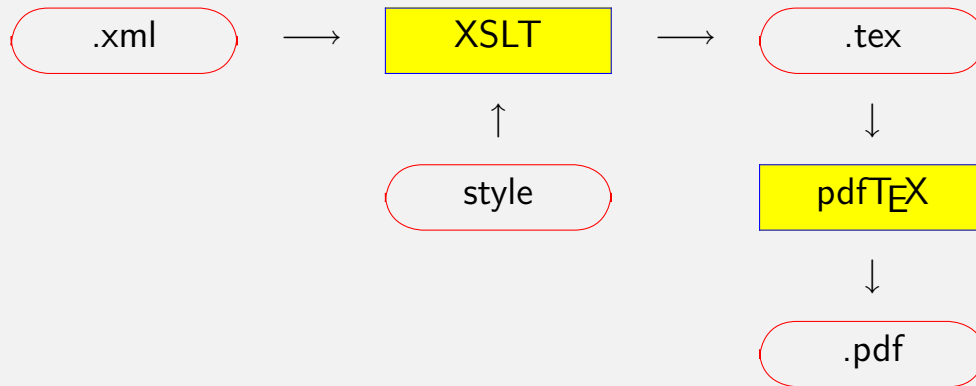 .xml → XSLT → .tex
↑ ↓
style pdfTEX
↓
.pdf